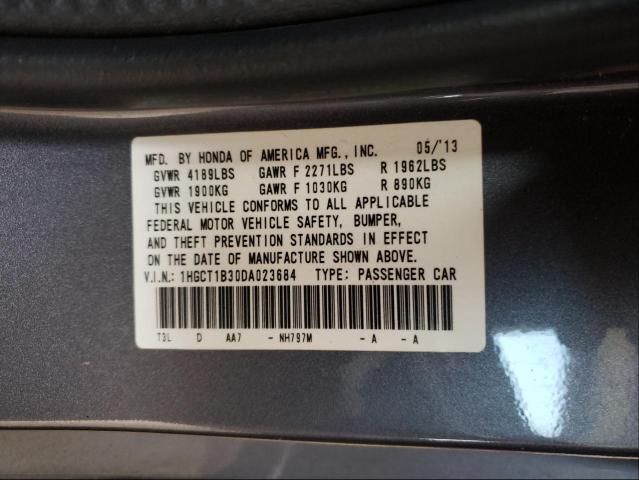 MFD. BY HONDA OF AMERICA MFG., INC. 05/'13
GVWR 4189LBS GAWR F 2271LBS R 1962LBS
GVWR 1900KG GAWR F 1030KG R 890KG
THIS VEHICLE CONFORMS TO ALL APPLICABLE
FEDERAL MOTOR VEHICLE SAFETY, BUMPER,
AND THEFT PREVENTION STANDARDS IN EFFECT
ON THE DATE OF MANUFACTURE SHOWN ABOVE.
V.I.N.: 1HGCT1B30DA023684 TYPE: PASSENGER CAR
T3L D AA7 - NH797M - A - A